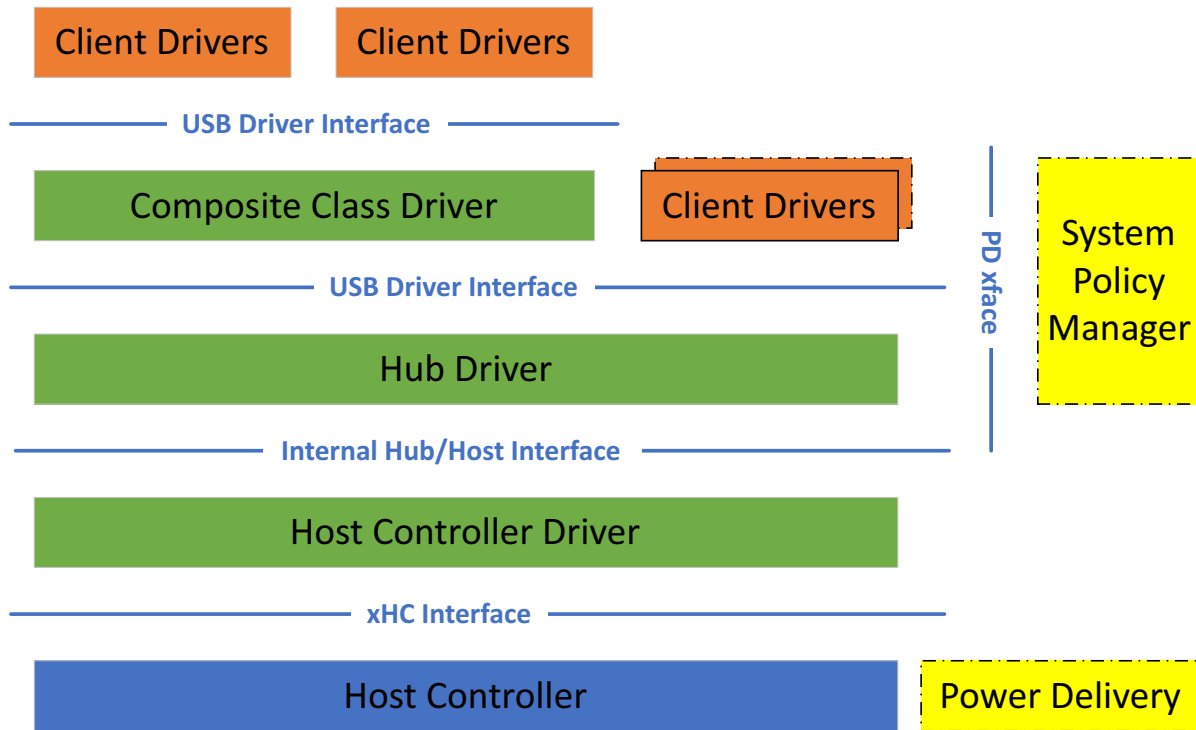 Client Drivers
Client Drivers
USB Driver Interface
Composite Class Driver
Client Drivers
PD xface
System
Policy
Manager
USB Driver Interface
Hub Driver
Internal Hub/Host Interface
Host Controller Driver
xHC Interface
Host Controller
Power Delivery